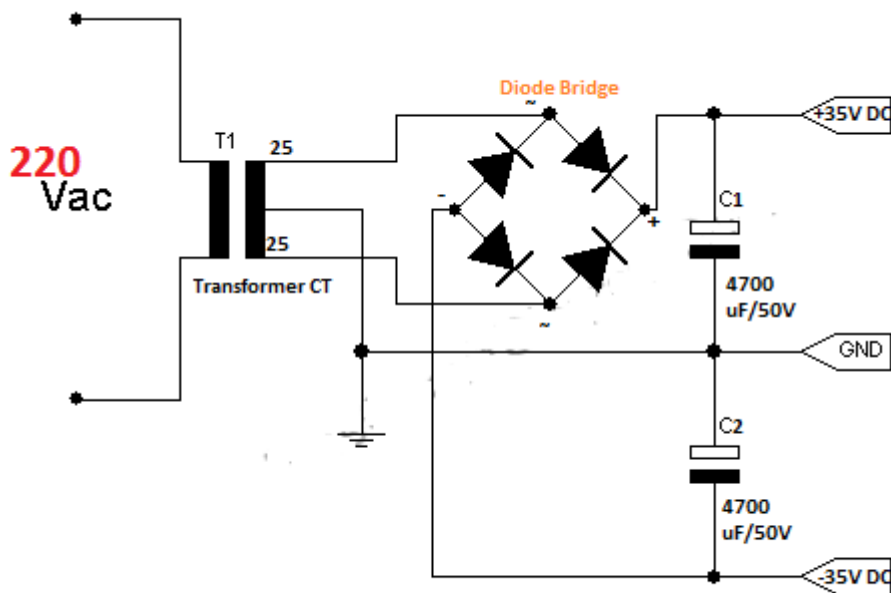 Diode Bridge
~
+35V DC
T1
25
220
Vac
-
C1
+
25
Transformer CT
4700
uF/50V
~
GND
C2
4700
uF/50V
-35V DC